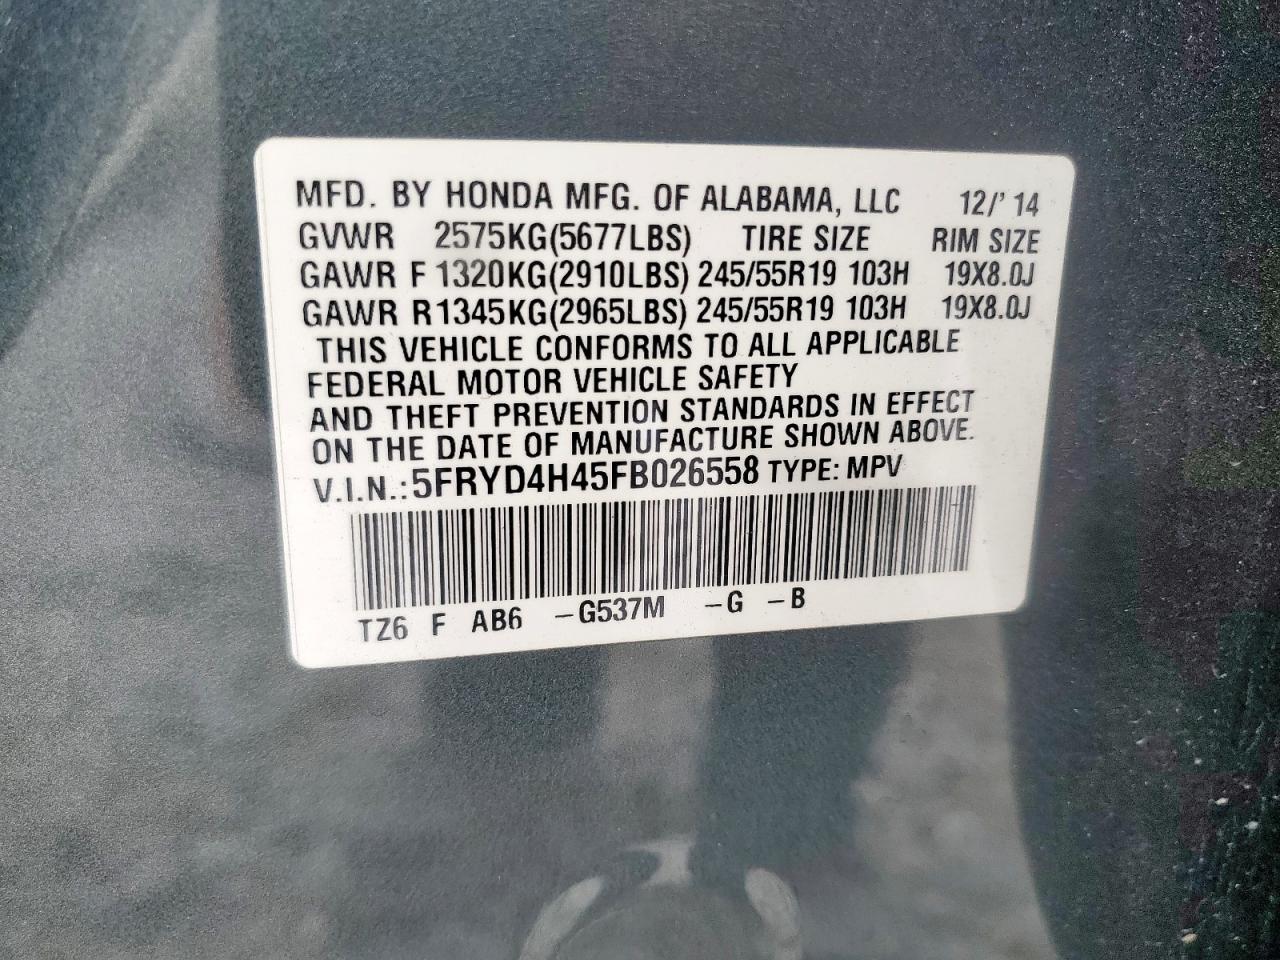 MFD. BY HONDA MFG. OF ALABAMA, LLC 12/' 14
GVWR 2575KG(5677LBS) TIRE SIZE RIM SIZE
GAWR F 1320KG(2910LBS) 245/55R19 103H 19X8.0J
GAWR R1345KG(2965LBS) 245/55R19 103H 19X8.0J
THIS VEHICLE CONFORMS TO ALL APPLICABLE
FEDERAL MOTOR VEHICLE SAFETY
AND THEFT PREVENTION STANDARDS IN EFFECT
ON THE DATE OF MANUFACTURE SHOWN ABOVE.
V.I.N.: 5FRYD4H45FB026558 TYPE: MPV
TZ6 F AB6 -G537M -G -B